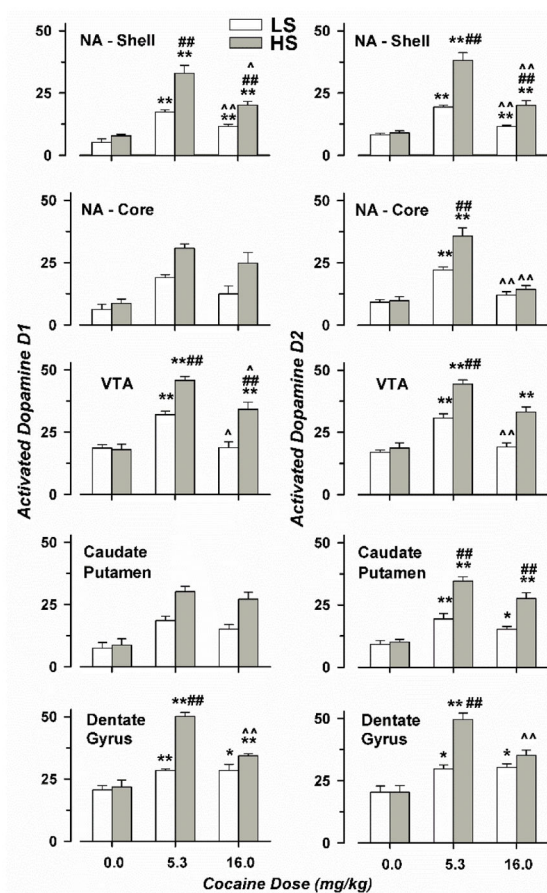 LS
HS
NA - Shell
50
25
0
** ## ** ^^ ** ^ ## **
NA - Shell
50
25
0
** **## ^^ ** ^^ ## **
NA - Core
50
25
0
NA - Core
50
25
0
** ## ** ^^ ^^
VTA
50
25
0
** **## ^ ^ ## **
VTA
50
25
0
** **## ^^ **
Caudate
Putamen
50
25
0
Caudate
Putamen
50
25
0
** ## ** * ## **
Dentate
Gyrus
50
25
0
** **## * ^^ **
Dentate
Gyrus
50
25
0
* **## * ^^
Activated Dopamine D1
Activated Dopamine D2
0.0 5.3 16.0
0.0 5.3 16.0
Cocaine Dose (mg/kg)